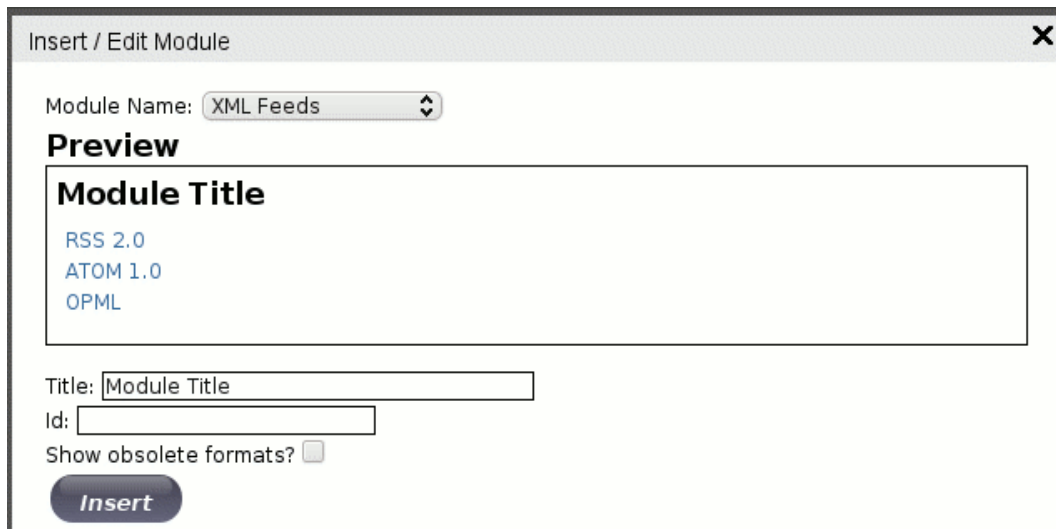 Insert / Edit Module
Module Name: XML Feeds
Preview
Module Title
RSS 2.0
ATOM 1.0
OPML
Title: Module Title
Id:
Show obsolete formats?
Insert